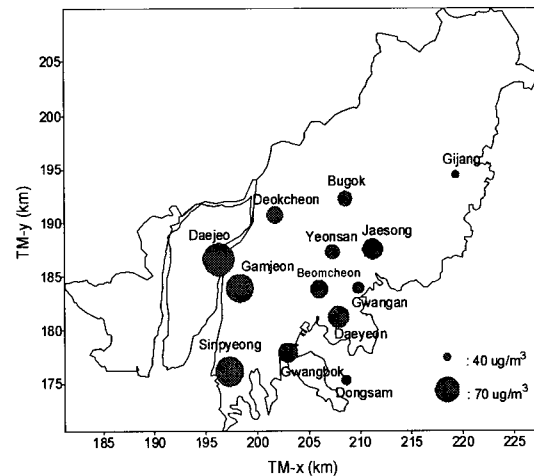 210
205
200
195
190
185
180
175
TM-y (km)
Gijang
Bugok
Deokcheon
Daejeo
Yeonsan
Jaesong
Gamjeon
Beomcheon
Gwangan
Daeyeon
Sinpyeong
Gwangbok
Dongsam
: 40 ug/m³
: 70 ug/m³
185 190 195 200 205 210 215 220 225
TM-x (km)